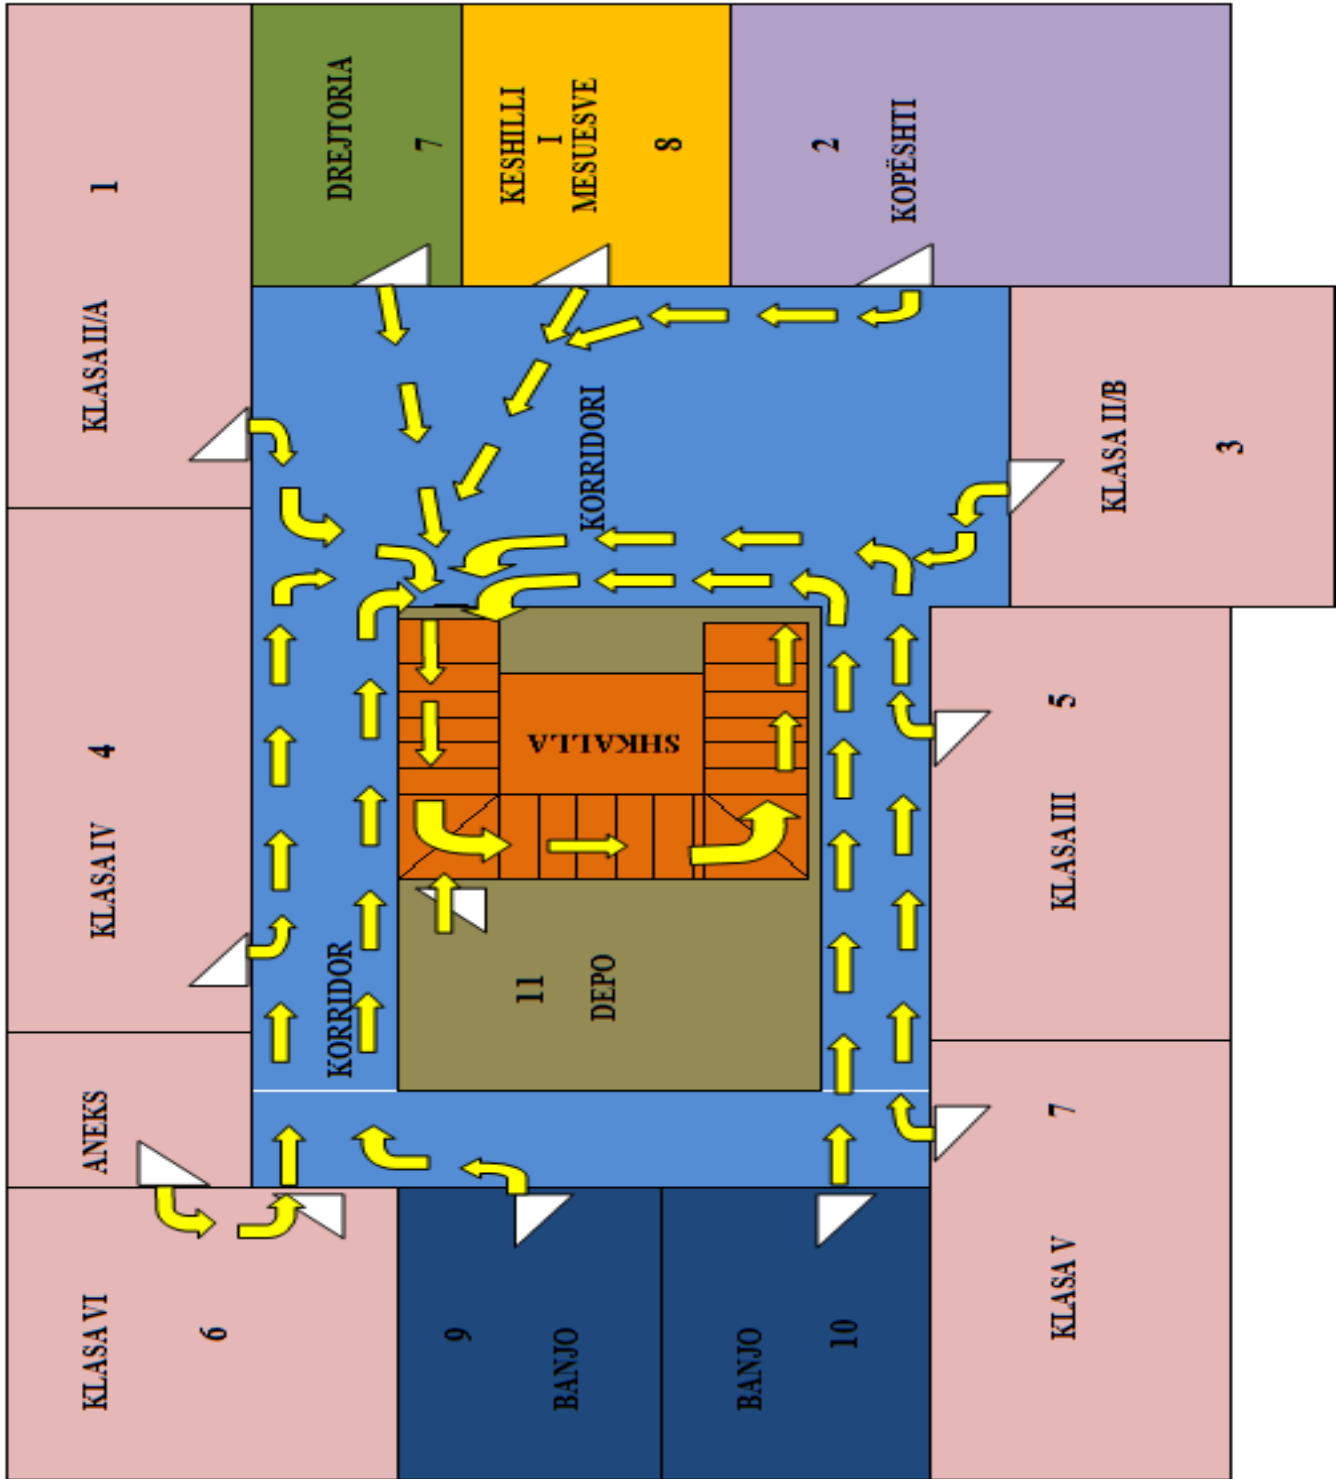 KLASA II/A
1
DREJTORIA
7
KESHILLI
I
MESUESVE
8
2
KOPËSHTI
KLASA IV
4
KORRIDORI
KLASA II/B
3
ANEKS
KORRIDOR
SHKALLA
11
DEPO
KLASA III
5
KLASA VI
6
9
BANJO
BANJO
10
KLASA V
7